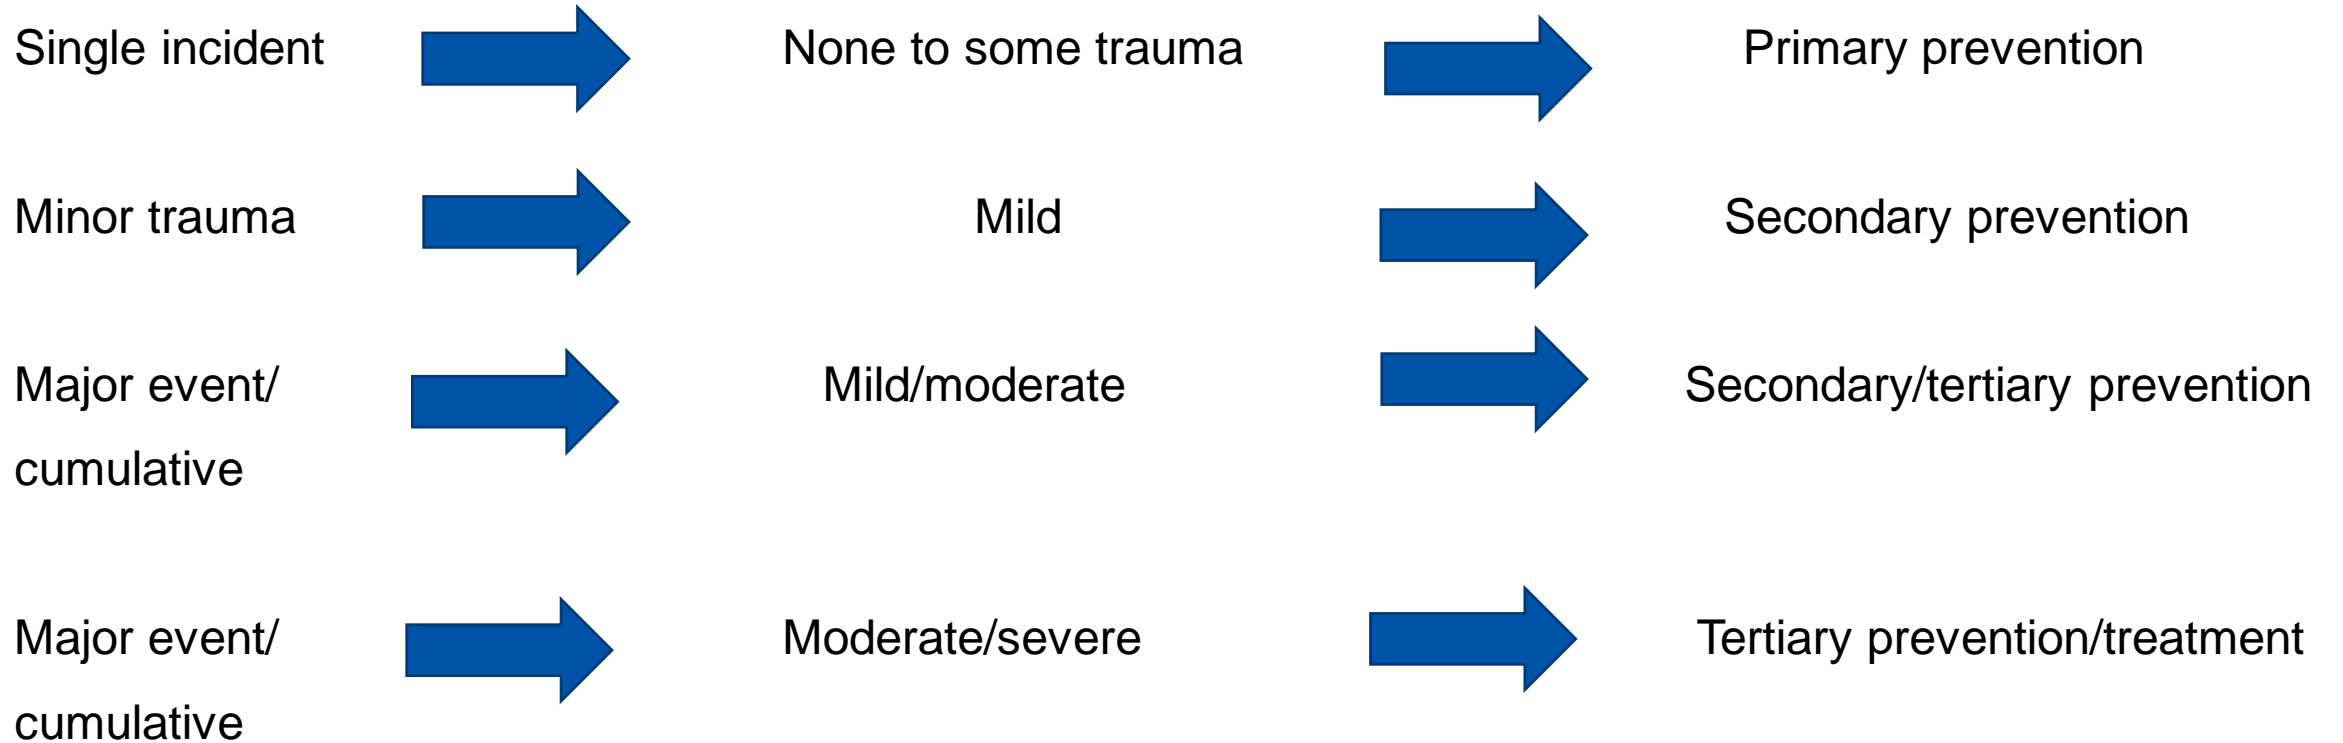 Single incident None to some trauma Primary prevention
Minor trauma Mild Secondary prevention
Major event/ Mild/moderate Secondary/tertiary prevention
cumulative
Major event/ Moderate/severe Tertiary prevention/treatment
cumulative